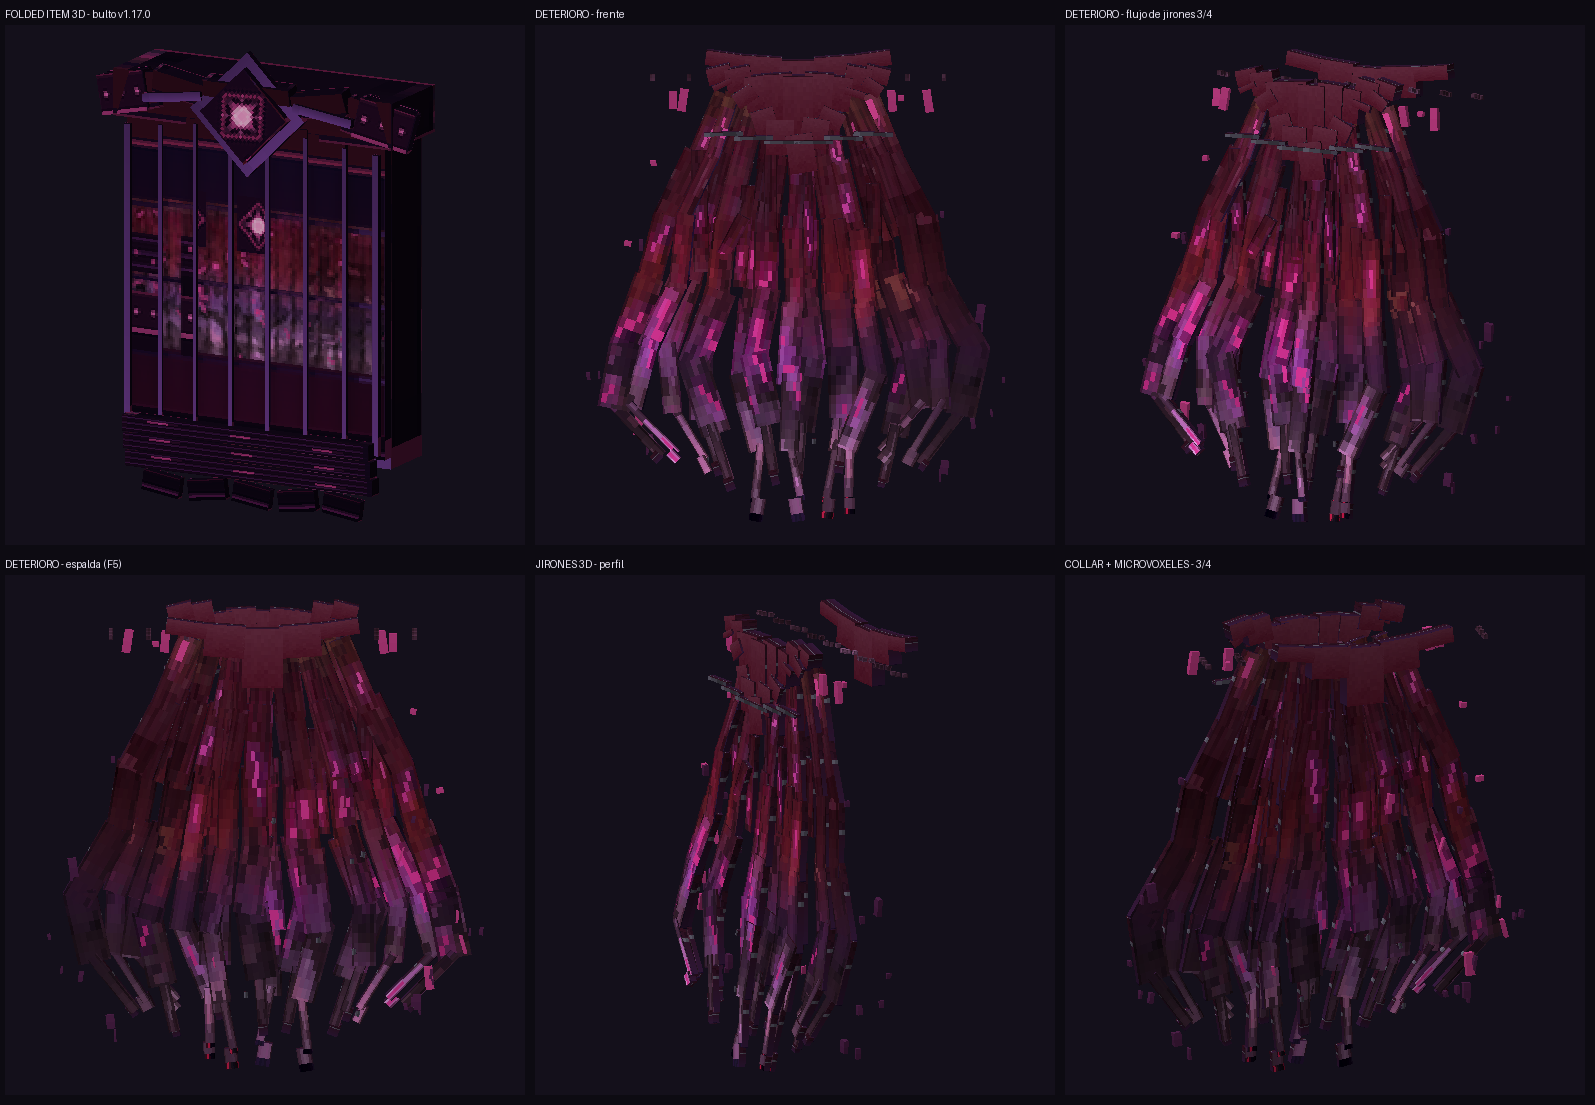 FOLDED ITEM 3D - bulto v1.17.0
DETERIORO - frente
DETERIORO - flujo de jirones 3/4
DETERIORO - espalda (F5)
JIRONES 3D - perfil
COLLAR + MICROVOXELES - 3/4